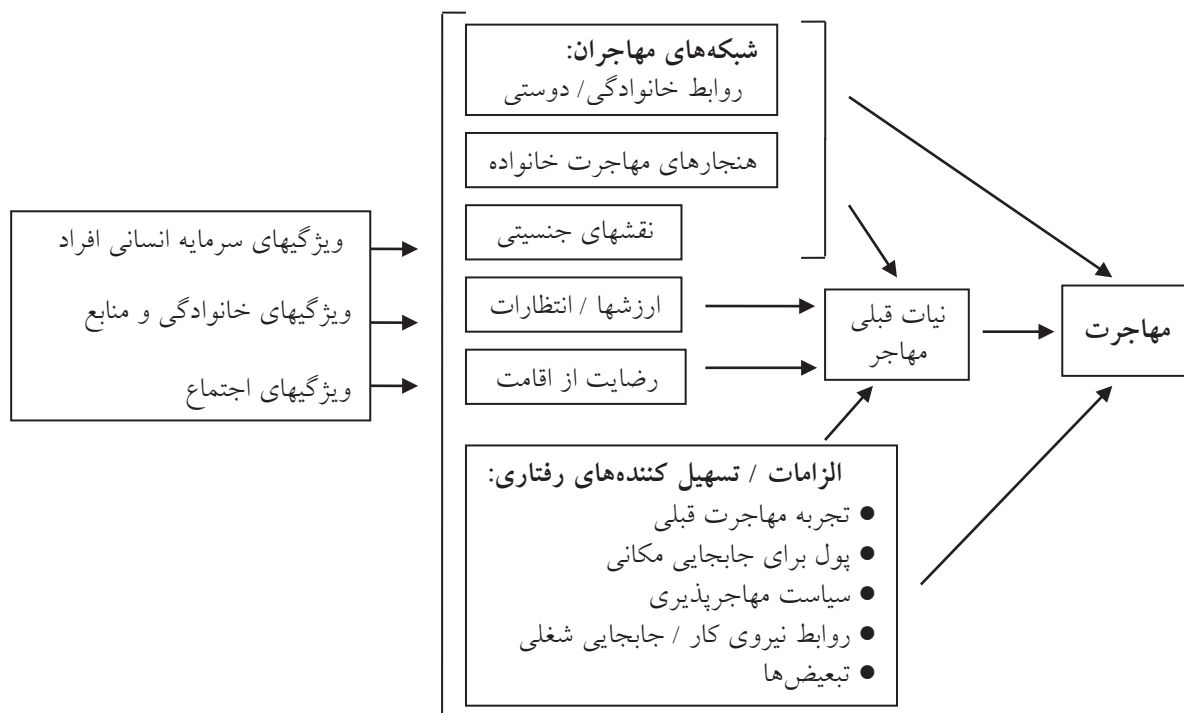 شبکه‌های مهاجران:
روابط خانوادگی/ دوستی
هنجارهای مهاجرت خانواده
نقشهای جنسیتی
ارزشها / انتظارات
رضایت از اقامت
ویژگیهای سرمایه انسانی افراد
ویژگیهای خانوادگی و منابع
ویژگیهای اجتماع
نیات قبلی
مهاجر
مهاجرت
الزامات / تسهیل کننده‌های رفتاری:
● تجربه مهاجرت قبلی
● پول برای جابجایی مکانی
● سیاست مهاجرپذیری
● روابط نیروی کار / جابجایی شغلی
● تبعیض‌ها